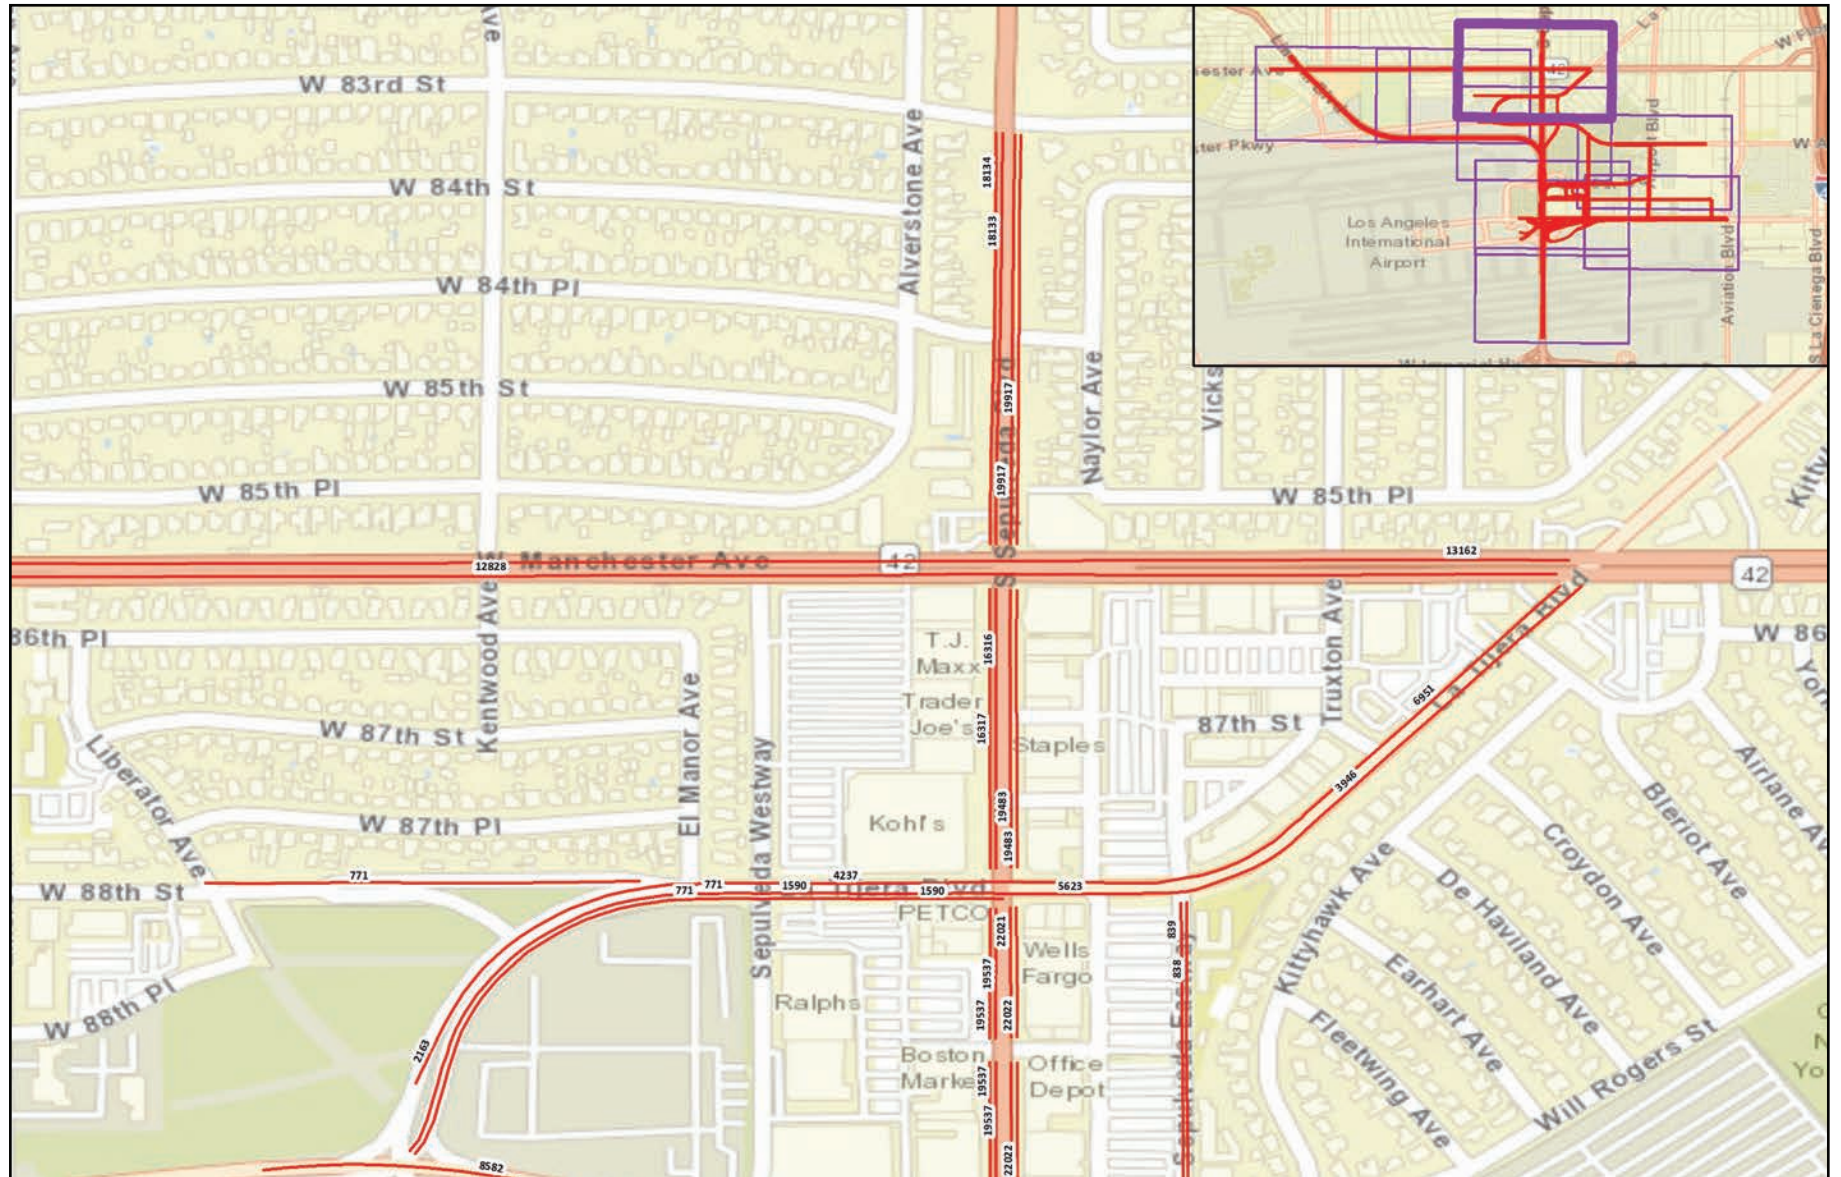 W 83rd St
Alverstone Ave
W 84th St
18134
18133
W 84th Pl
W 85th St
19917
Naylor Ave
Vicks
19917
W 85th Pl
W 85th Pl
W Manchester Ave
42
12828
13162
42
86th Pl
Kentwood Ave
T.J.
Maxx
Trader
Joe's
16316
16317
Staples
Truxton Ave
La Tijera Blvd
W 86
6951
87th St
W 87th St
El Manor Ave
Sepulveda Westway
Liberator Ave
W 87th Pl
Kohl's
19483
19483
3946
Airlane Av
Bleriot Ave
Croydon Ave
De Haviland Ave
Kittyhawk Ave
W 88th St
771
771
771
1590
4237
1590
5623
PETCO
22021
839
838
Wells
Fargo
19537
19537
22022
Ralphs
Earhart Ave
Fleetwing Ave
Will Rogers St
W 88th Pl
2163
Boston
Marke
19537
19537
Office
Depot
Sepulveda Eastway
22022
8582
42
W A
Los Angeles
International
Airport
Aviation Blvd
S La Cienega Blvd